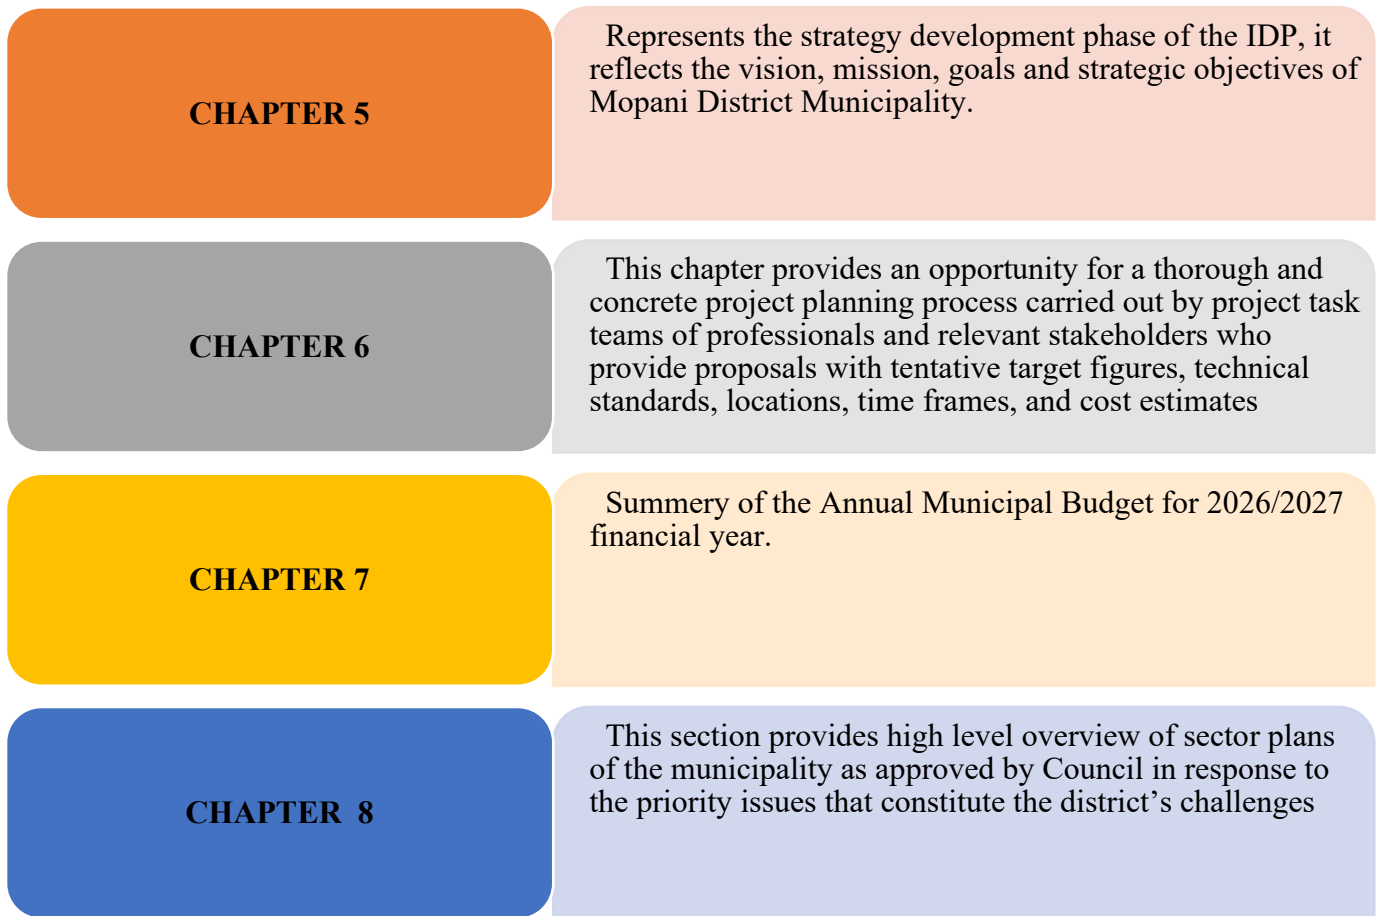 CHAPTER 5
Represents the strategy development phase of the IDP, it
reflects the vision, mission, goals and strategic objectives of
Mopani District Municipality.
CHAPTER 6
This chapter provides an opportunity for a thorough and
concrete project planning process carried out by project task
teams of professionals and relevant stakeholders who
provide proposals with tentative target figures, technical
standards, locations, time frames, and cost estimates
CHAPTER 7
Summery of the Annual Municipal Budget for 2026/2027
financial year.
CHAPTER  8
This section provides high level overview of sector plans
of the municipality as approved by Council in response to
the priority issues that constitute the district’s challenges